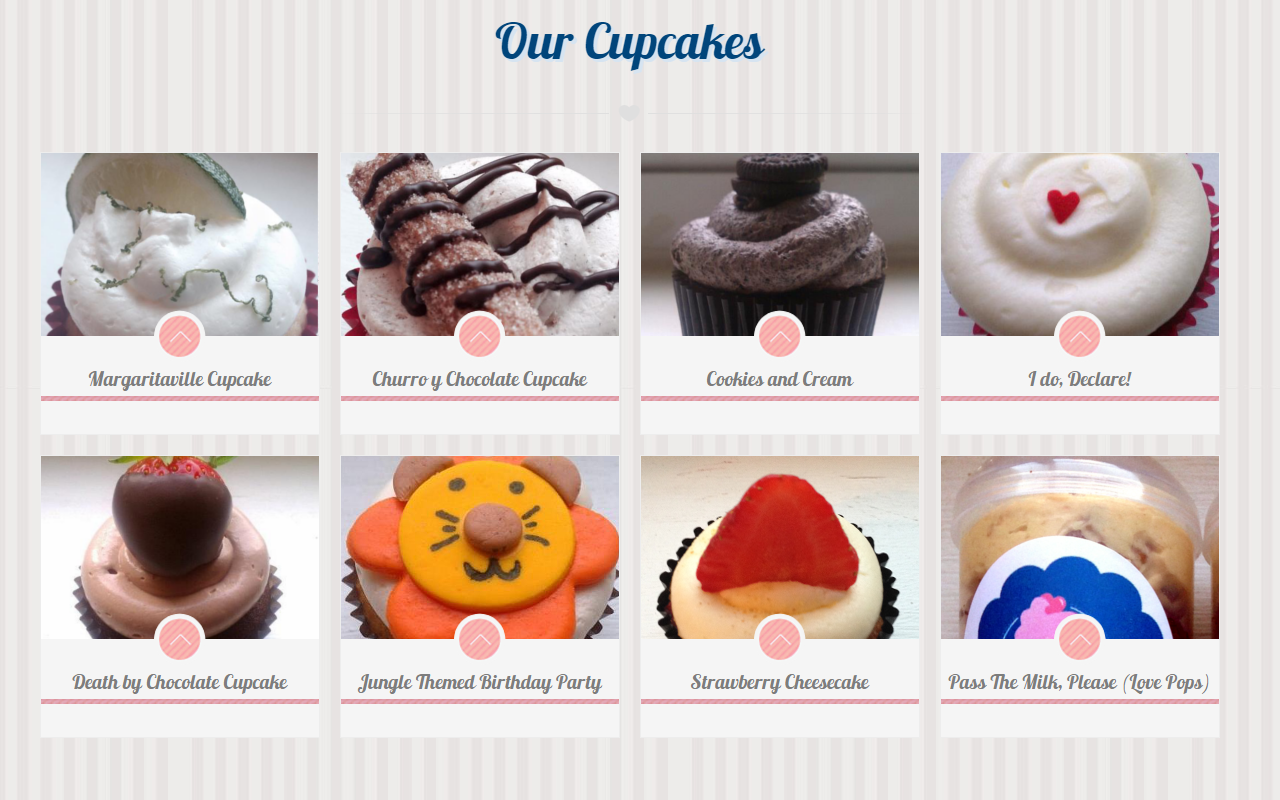 Our Cupcakes
Margaritaville Cupcake
Churro y Chocolate Cupcake
Cookies and Cream
I do, Declare!
Death by Chocolate Cupcake
Jungle Themed Birthday Party
Strawberry Cheesecake
Pass The Milk, Please (Love Pops)